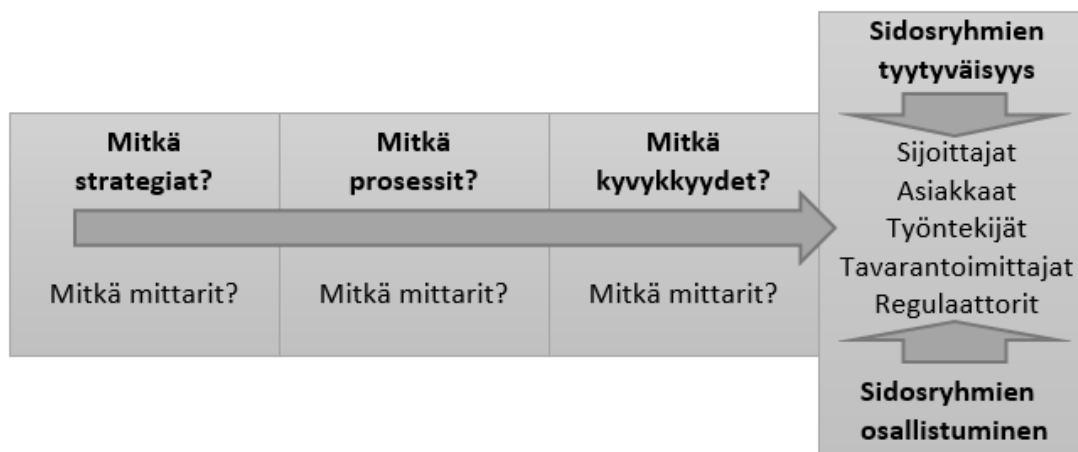 Mitkä
strategiat?
Mitkä mittarit?
Mitkä
prosessit?
Mitkä mittarit?
Mitkä
kyvykkyydet?
Mitkä mittarit?
Sidosryhmien
tyytyväisyys
Sijoittajat
Asiakkaat
Työntekijät
Tavarantoimittajat
Regulaattorit
Sidosryhmien
osallistuminen